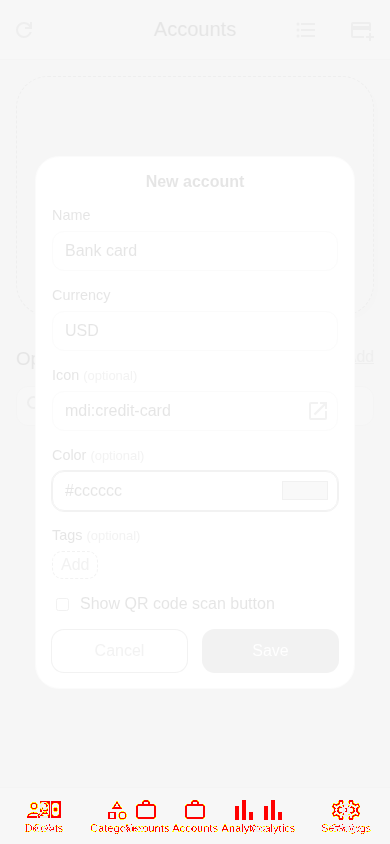 Accounts
New account
Name
Bank card
Currency
USD
Icon (optional)
mdi:credit-card
Color (optional)
#cccccc
Tags (optional)
Add
Show QR code scan button
Cancel Save
Accounts